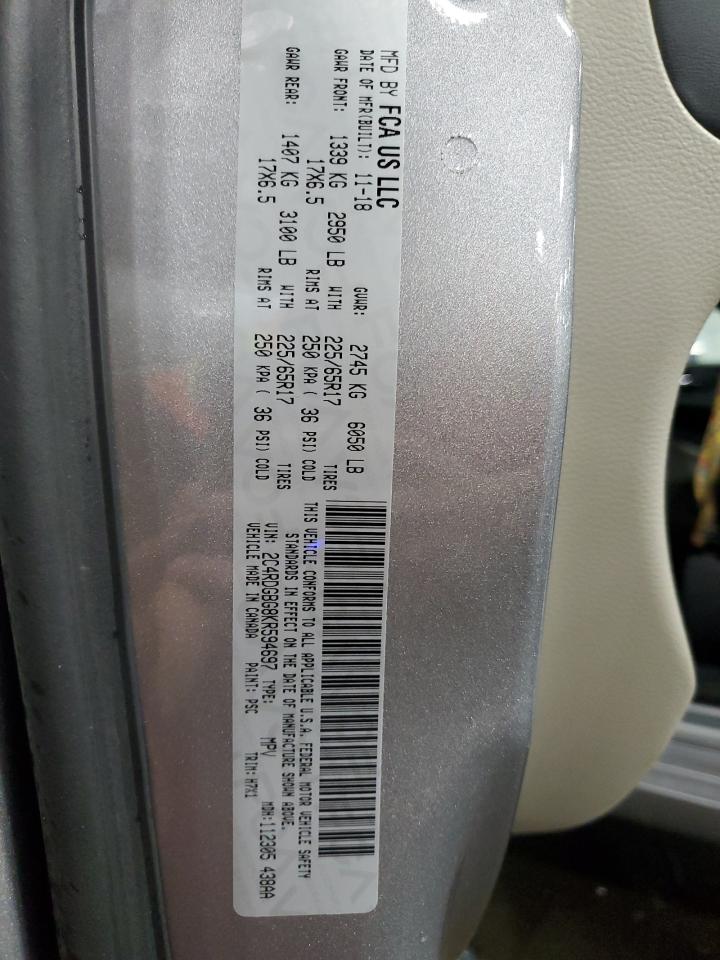 MFD BY FCA US LLC
DATE OF MFR(BUILT): 11-18 GVWR: 2745 KG 6050 LB
GAWR FRONT: 1339 KG 2950 LB WITH 225/65R17 TIRES
17X6.5 RIMS AT 250 KPA ( 36 PSI) COLD
GAWR REAR: 1407 KG 3100 LB WITH 225/65R17 TIRES
17X6.5 RIMS AT 250 KPA ( 36 PSI) COLD
THIS VEHICLE CONFORMS TO ALL APPLICABLE U.S.A. FEDERAL MOTOR VEHICLE SAFETY
STANDARDS IN EFFECT ON THE DATE OF MANUFACTURE SHOWN ABOVE.
VIN: 2C4RDGBG8KR594697 TYPE: MPV MDH:112305 438AA
VEHICLE MADE IN CANADA PAINT: PSC TRIM: H7X1